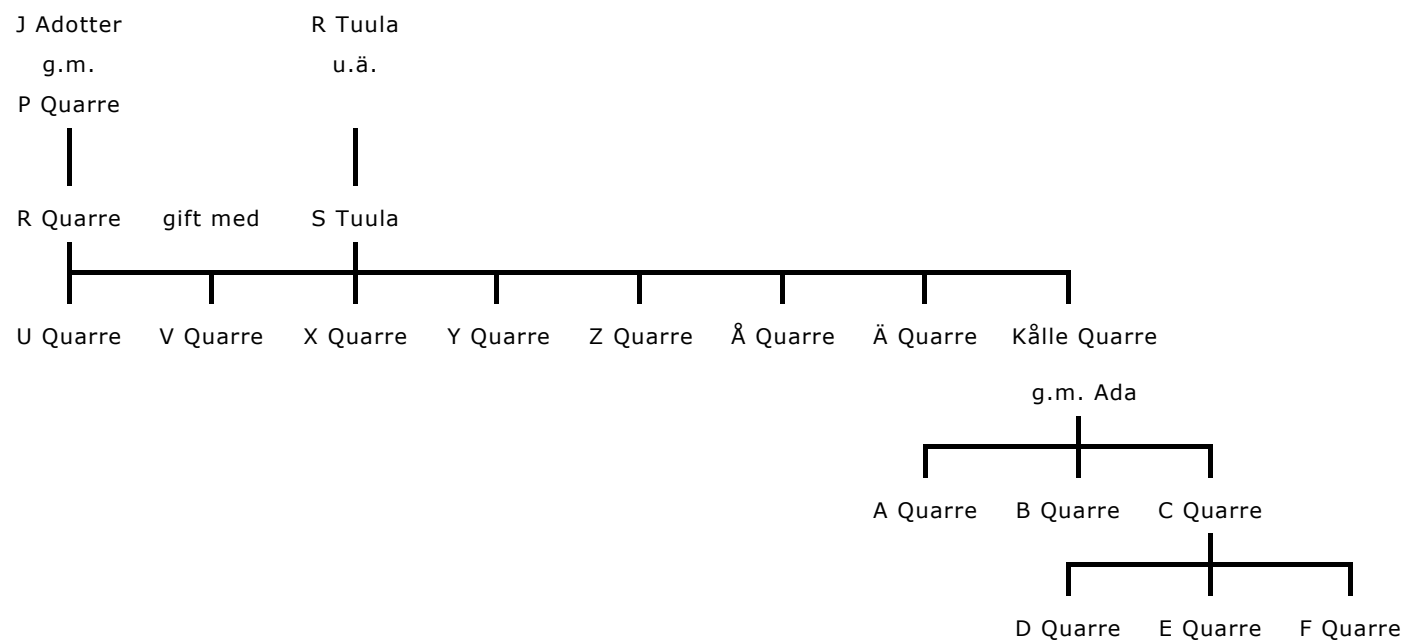 J Adotter R Tuula
g.m. u.ä.
P Quarre
R Quarre gift med S Tuula
U Quarre V Quarre X Quarre Y Quarre Z Quarre Å Quarre Ä Quarre Kålle Quarre
g.m. Ada
A Quarre B Quarre C Quarre
D Quarre E Quarre F Quarre